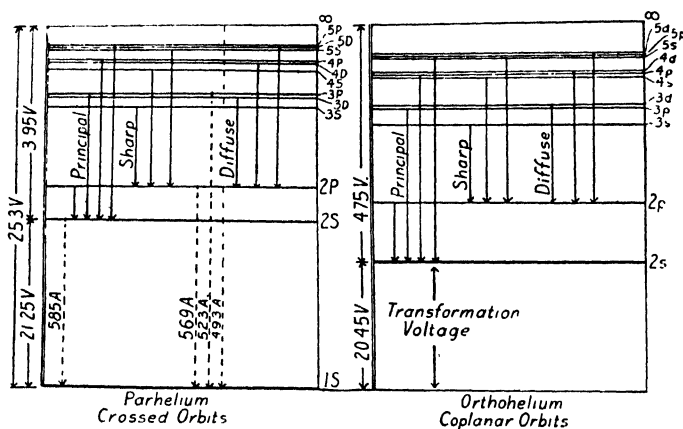 ∞
5P
5D
5S
4P
4D
4S
3P
3D
3S
2P
2S
1S
25.3V
3 95V
21 25V
Principal
Sharp
Diffuse
585A
569A
523A
493A
Parhelium
Crossed Orbits
∞
5d
5p
5s
4d
4p
4s
3d
3p
3s
2p
2s
4 75V.
20 45V
Principal
Sharp
Diffuse
Transformation
Voltage
Orthohelium
Coplanar Orbits